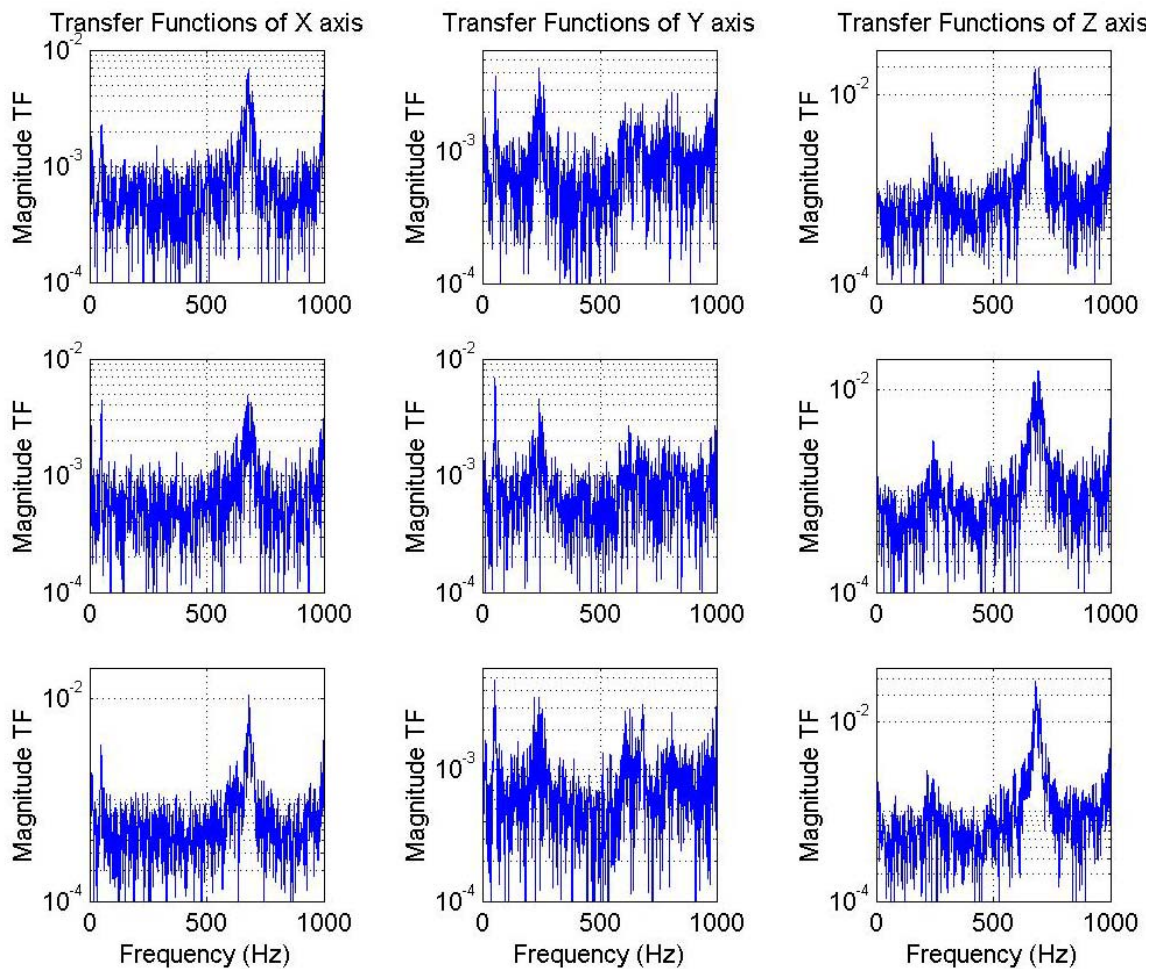 Transfer Functions of X axis
Transfer Functions of Y axis
Transfer Functions of Z axis
Magnitude TF
10^-2
10^-3
10^-4
0 500 1000
Magnitude TF
10^-3
10^-4
0 500 1000
Magnitude TF
10^-2
10^-4
0 500 1000
Magnitude TF
10^-2
10^-3
10^-4
0 500 1000
Magnitude TF
10^-2
10^-3
10^-4
0 500 1000
Magnitude TF
10^-2
10^-4
0 500 1000
Magnitude TF
10^-2
10^-4
0 500 1000
Frequency (Hz)
Magnitude TF
10^-3
10^-4
0 500 1000
Frequency (Hz)
Magnitude TF
10^-2
10^-4
0 500 1000
Frequency (Hz)